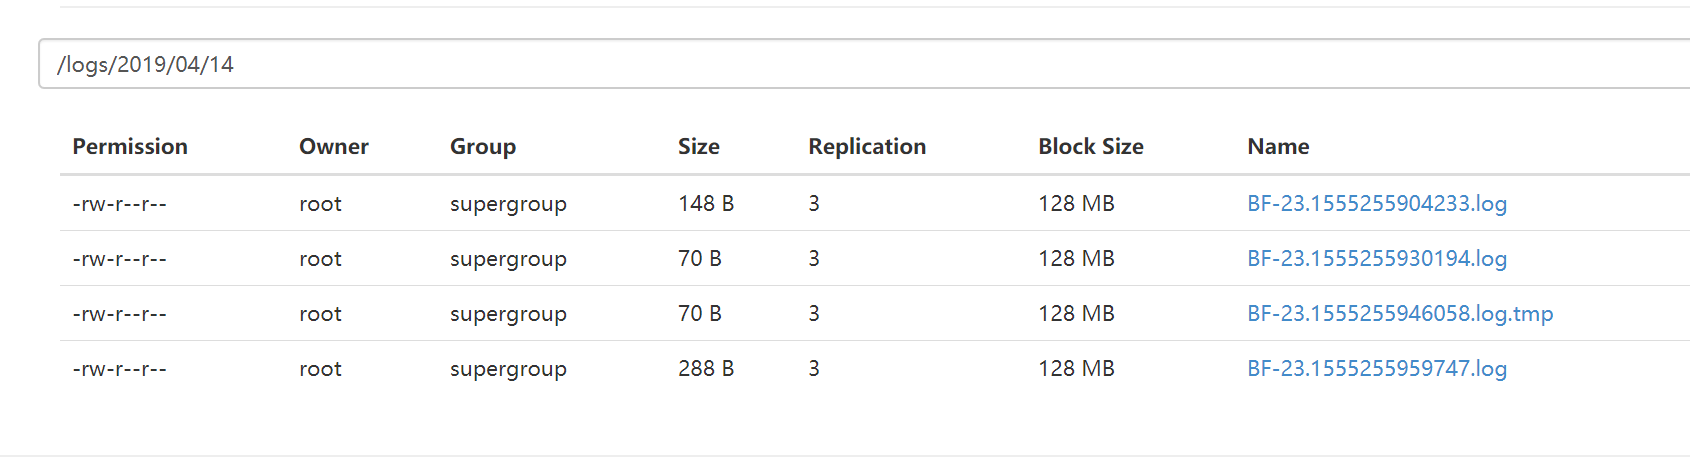 /logs/2019/04/14
Permission Owner Group Size Replication Block Size Name
-rw-r--r-- root supergroup 148 B 3 128 MB BF-23.1555255904233.log
-rw-r--r-- root supergroup 70 B 3 128 MB BF-23.1555255930194.log
-rw-r--r-- root supergroup 70 B 3 128 MB BF-23.1555255946058.log.tmp
-rw-r--r-- root supergroup 288 B 3 128 MB BF-23.1555255959747.log